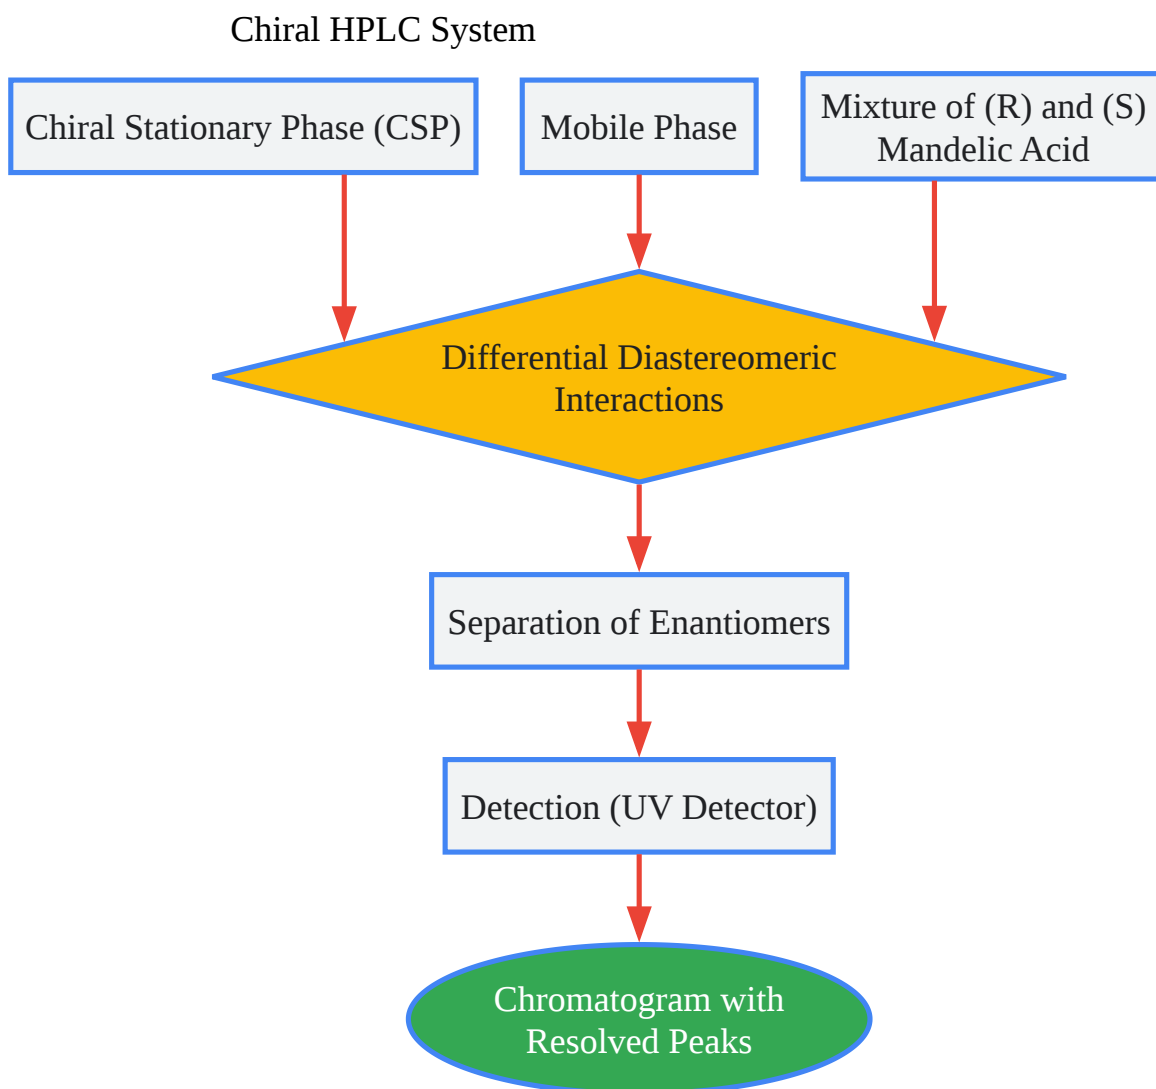 Chiral HPLC System
Chiral Stationary Phase (CSP)
Mobile Phase
Mixture of (R) and (S)
Mandelic Acid
Differential Diastereomeric
Interactions
Separation of Enantiomers
Detection (UV Detector)
Chromatogram with
Resolved Peaks